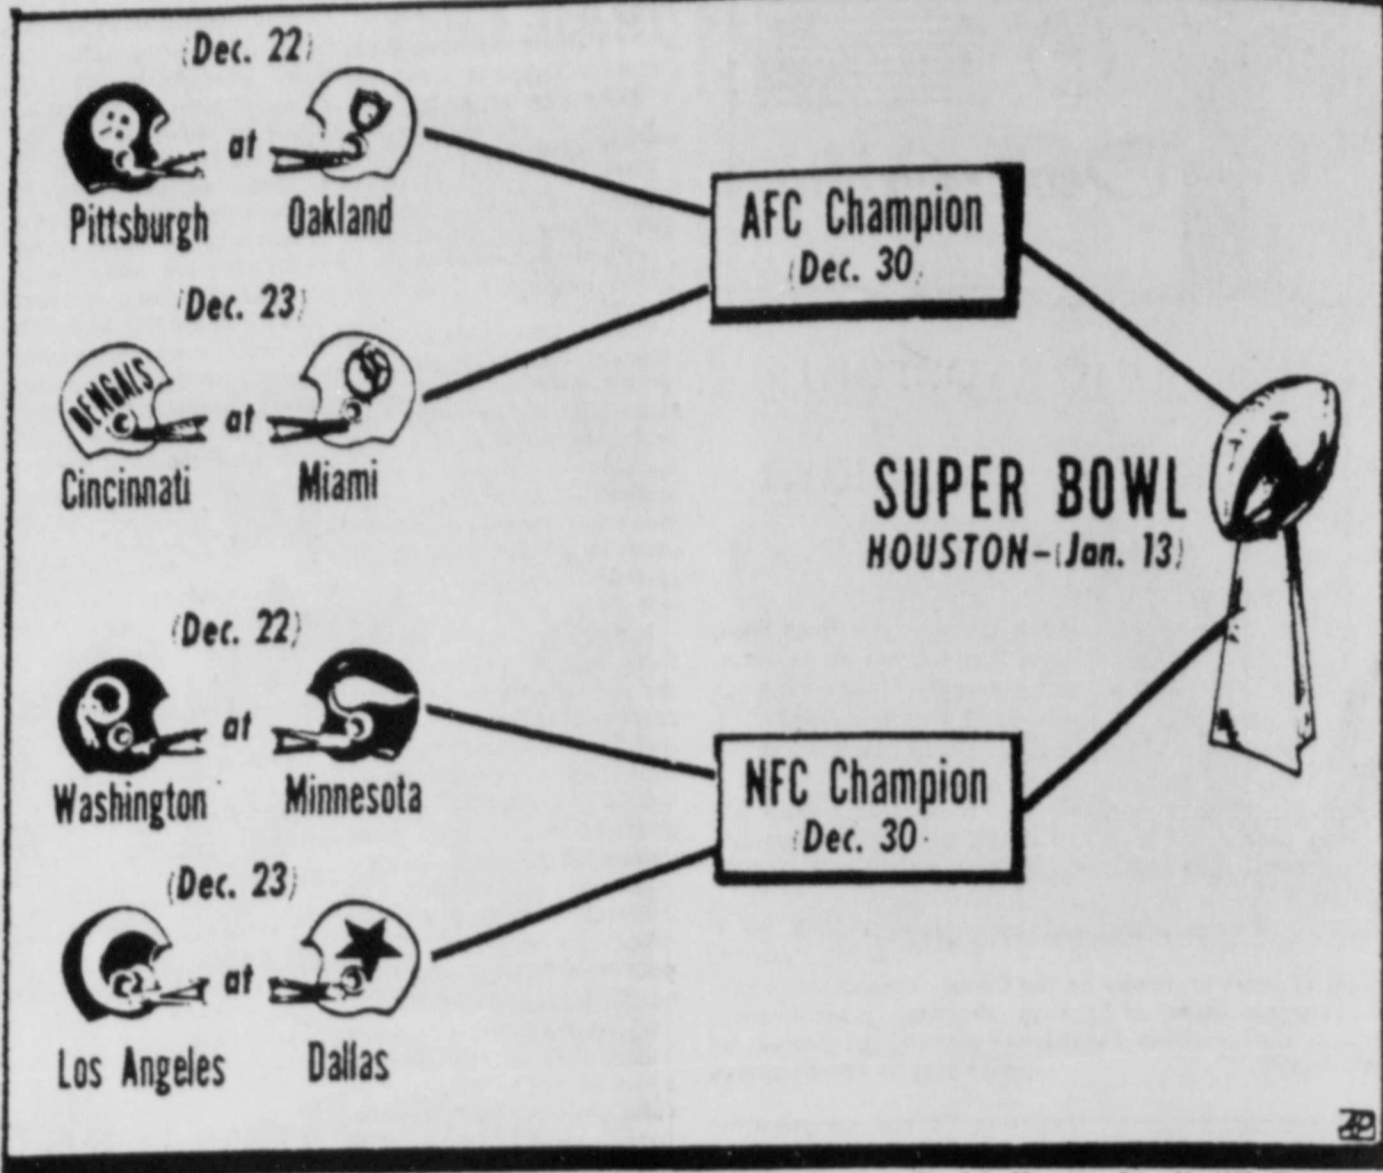 (Dec. 22)
at
Pittsburgh Oakland
(Dec. 23)
BENGALS at
Cincinnati Miami
AFC Champion
(Dec. 30)
SUPER BOWL
HOUSTON-(Jan. 13)
(Dec. 22)
at
Washington Minnesota
(Dec. 23)
at
Los Angeles Dallas
NFC Champion
(Dec. 30)